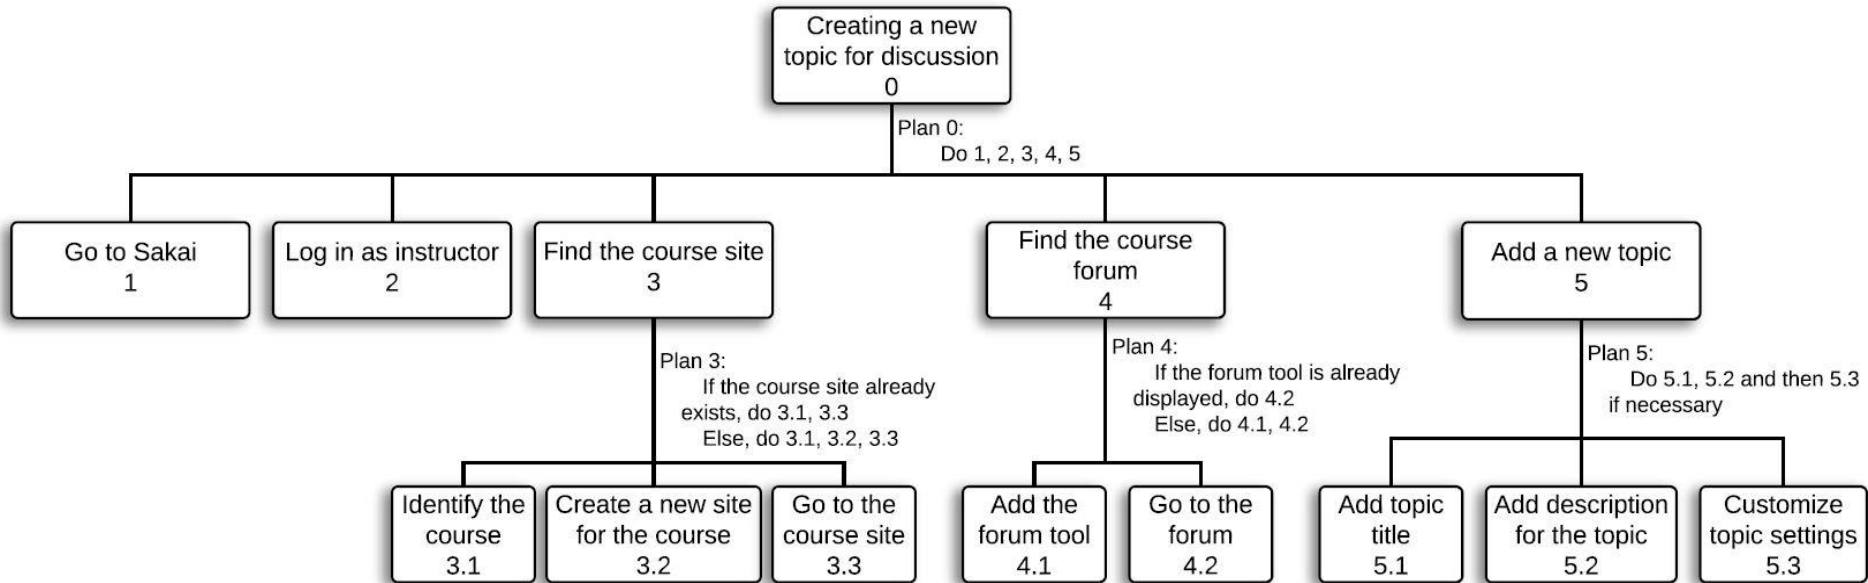 Creating a new
topic for discussion
0
Plan 0:
Do 1, 2, 3, 4, 5
Go to Sakai
1
Log in as instructor
2
Find the course site
3
Find the course
forum
4
Add a new topic
5
Plan 3:
If the course site already
exists, do 3.1, 3.3
Else, do 3.1, 3.2, 3.3
Plan 4:
If the forum tool is already
displayed, do 4.2
Else, do 4.1, 4.2
Plan 5:
Do 5.1, 5.2 and then 5.3
if necessary
Identify the
course
3.1
Create a new site
for the course
3.2
Go to the
course site
3.3
Add the
forum tool
4.1
Go to the
forum
4.2
Add topic
title
5.1
Add description
for the topic
5.2
Customize
topic settings
5.3